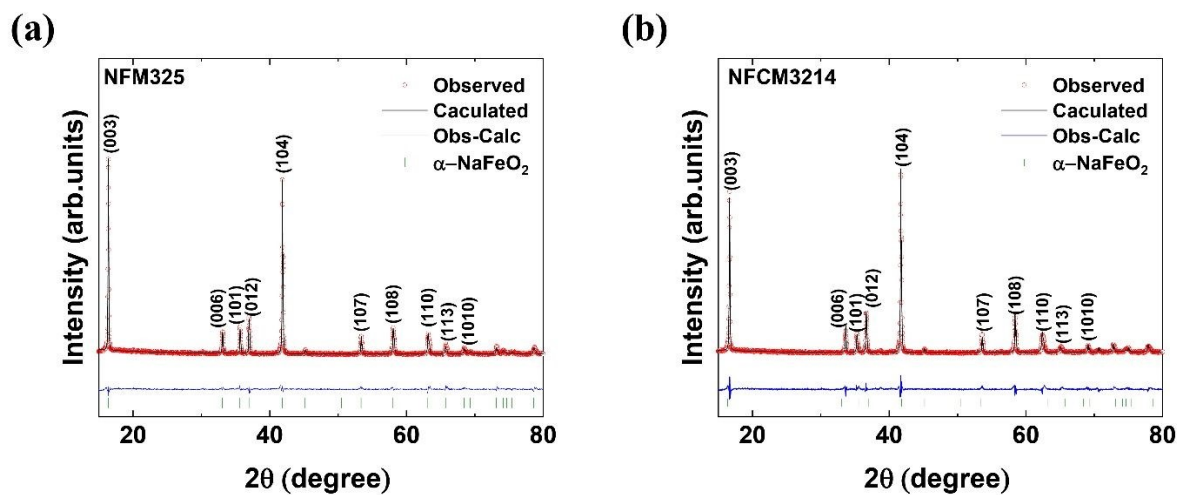 (a)
NFM325
Observed
Caculated
Obs-Calc
α–NaFeO₂
(003)
(006)
(101)
(012)
(104)
(107)
(108)
(110)
(113)
(1010)
Intensity (arb.units)
20 40 60 80
2θ (degree)
(b)
NFCM3214
Observed
Caculated
Obs-Calc
α–NaFeO₂
(003)
(006)
(101)
(012)
(104)
(107)
(108)
(110)
(113)
(1010)
Intensity (arb.units)
20 40 60 80
2θ (degree)